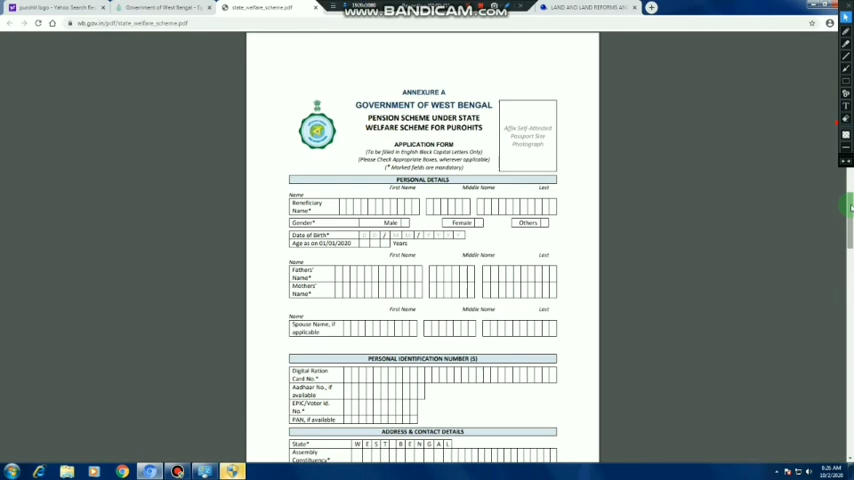 purohit logo - Yahoo Search Re
Government of West Bengal - E
state_welfare_scheme.pdf
1920x1080
LAND AND LAND REFORMS AN
www.BANDICAM.com
wb.gov.in/pdf/state_welfare_scheme.pdf
ANNEXURE A
GOVERNMENT OF WEST BENGAL
PENSION SCHEME UNDER STATE
WELFARE SCHEME FOR PUROHITS
Affix Self-Attested
Passport Size
Photograph
APPLICATION FORM
(To be filled in English Block Capital Letters Only)
(Please Check Appropriate Boxes, wherever applicable)
(* Marked fields are mandatory)
PERSONAL DETAILS
First Name Middle Name Last
Name
Beneficiary
Name*
Gender* Male Female Others
Date of Birth* D D / M M / Y Y Y Y
Age as on 01/01/2020 Years
First Name Middle Name Last
Name
Fathers'
Name*
Mothers'
Name*
First Name Middle Name Last
Name
Spouse Name, if
applicable
PERSONAL IDENTIFICATION NUMBER (S)
Digital Ration
Card No.*
Aadhaar No., if
available
EPIC/Voter Id.
No.*
PAN, if available
ADDRESS & CONTACT DETAILS
State* W E S T B E N G A L
Assembly
Constituency*
8:26 AM
10/2/2020